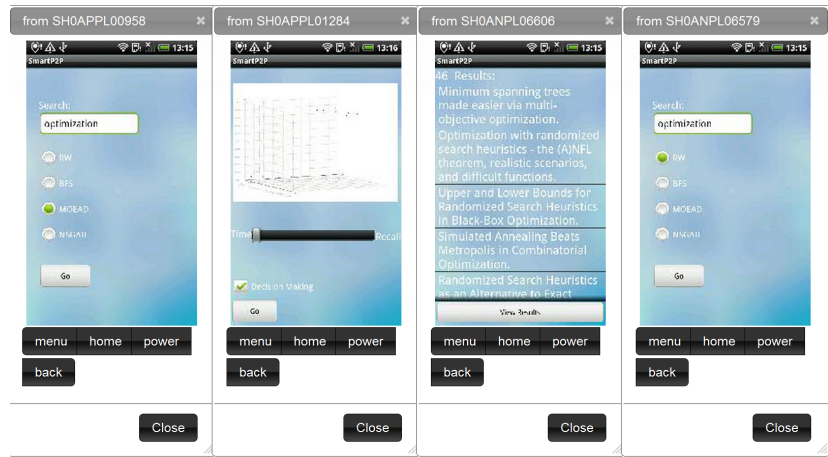 from SH0APPL00958
13:15
SmartP2P
Search:
optimization
RW
BFS
MOEAD
NSGAII
Go
menu
home
power
back
Close
from SH0APPL01284
13:16
SmartP2P
Time
Recall
Decision Making
Go
menu
home
power
back
Close
from SH0ANPL06606
13:15
SmartP2P
46 Results:
Minimum spanning trees
made easier via multi-
objective optimization.
Optimization with randomized
search heuristics - the (A)NFL
theorem, realistic scenarios,
and difficult functions.
Upper and Lower Bounds for
Randomized Search Heuristics
in Black-Box Optimization.
Simulated Annealing Beats
Metropolis in Combinatorial
Optimization.
Randomized Search Heuristics
as an Alternative to Exact
View Results
menu
home
power
back
Close
from SH0ANPL06579
13:15
SmartP2P
Search:
optimization
RW
BFS
MOEAD
NSGAII
Go
menu
home
power
back
Close